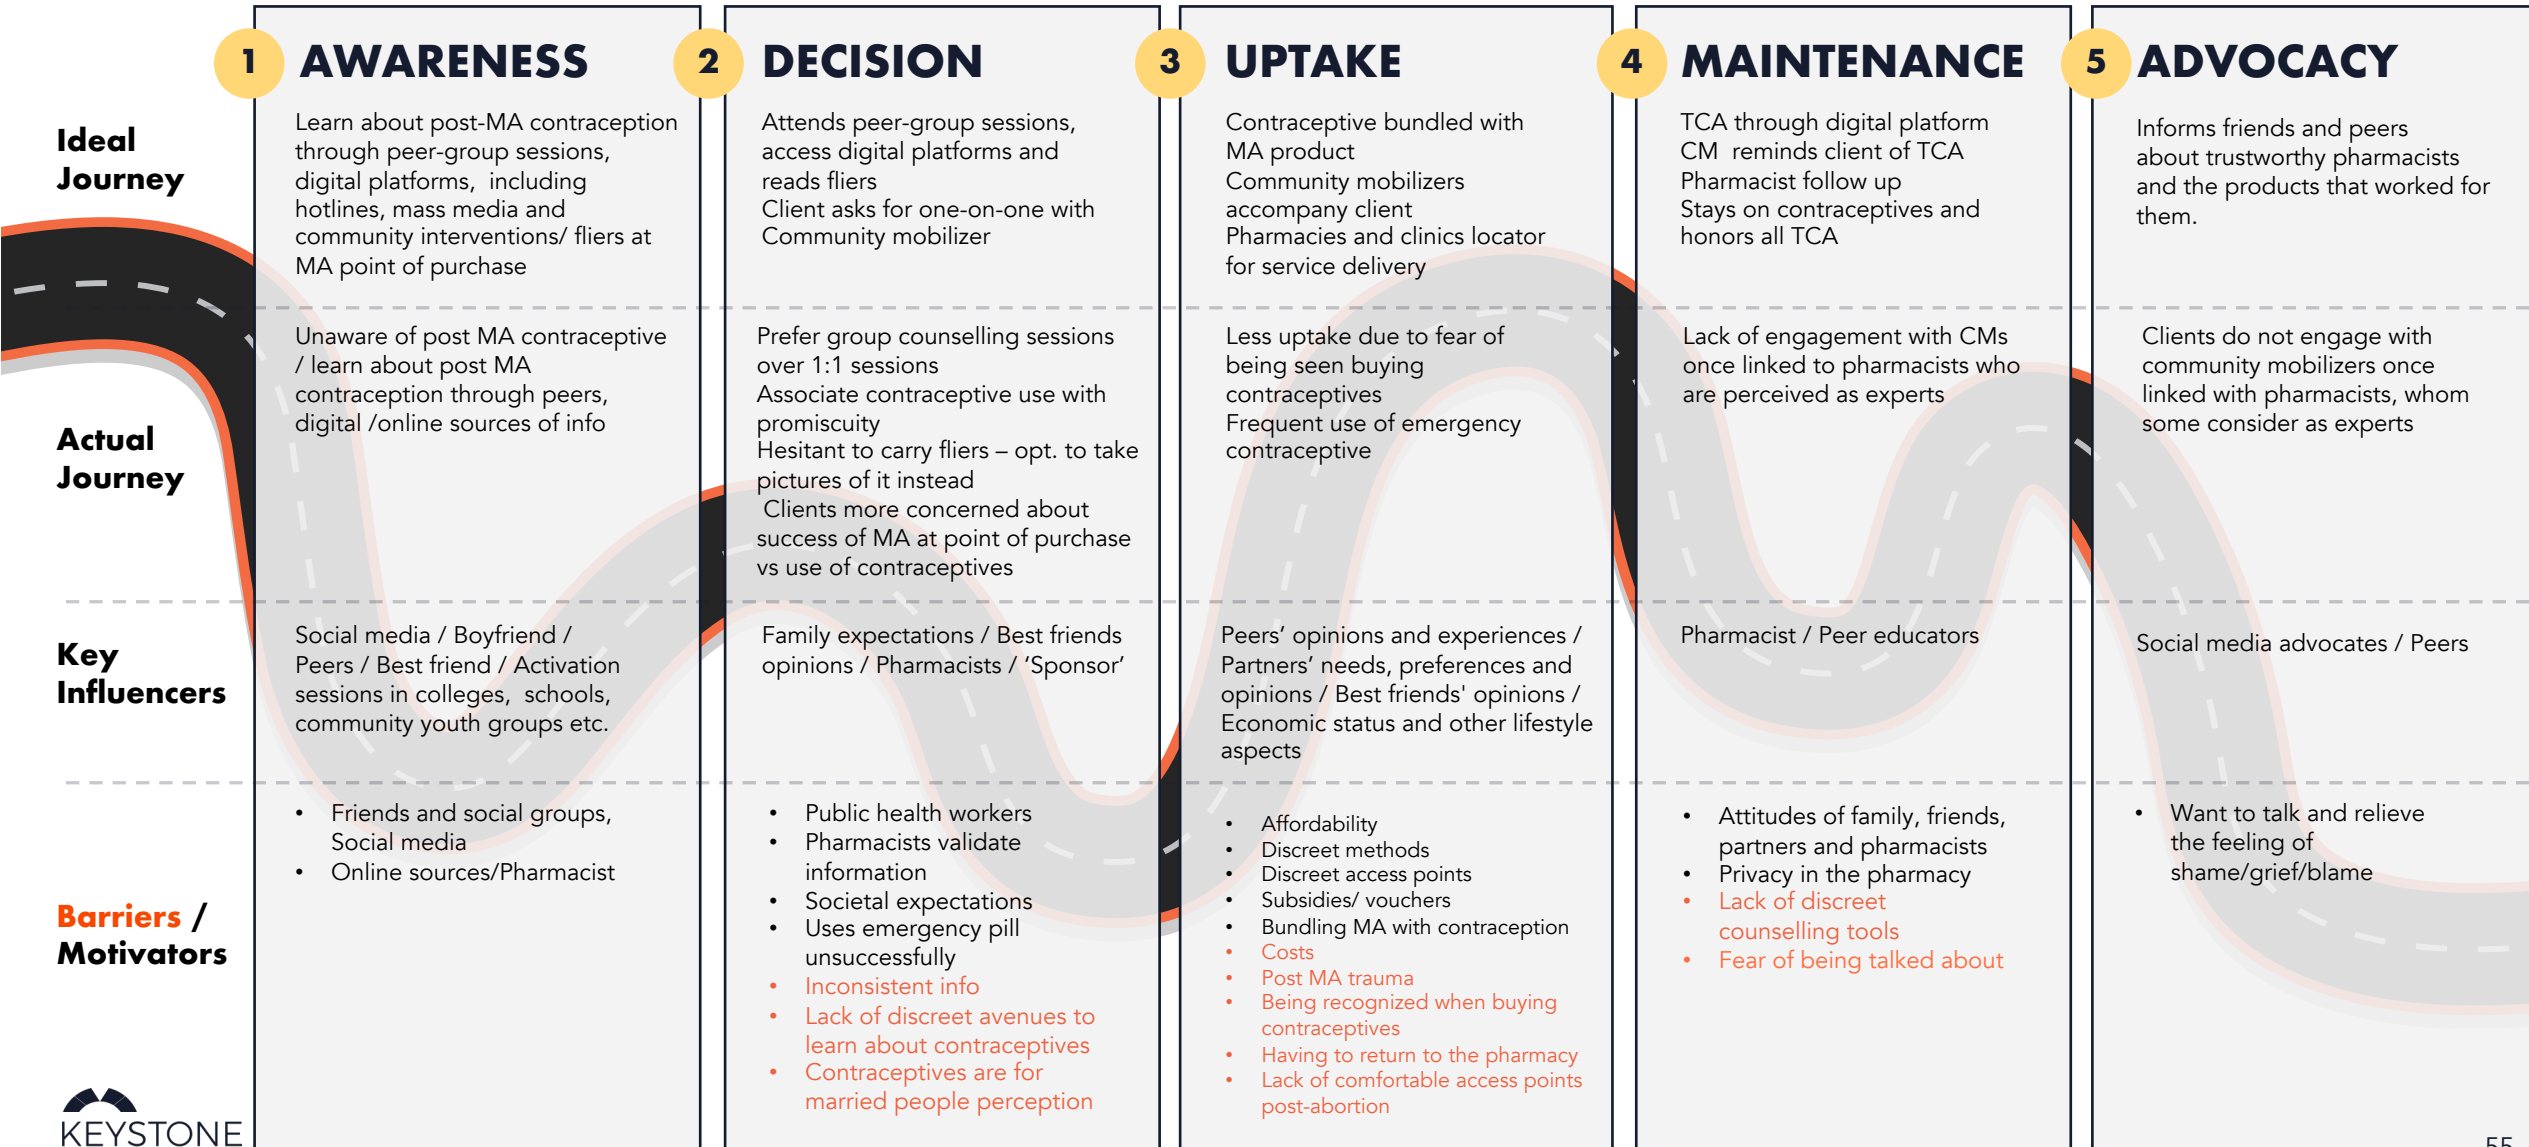 1 AWARENESS
2 DECISION
3 UPTAKE
4 MAINTENANCE
5 ADVOCACY
Ideal
Journey
Learn about post-MA contraception
through peer-group sessions,
digital platforms, including
hotlines, mass media and
community interventions/ fliers at
MA point of purchase
Attends peer-group sessions,
access digital platforms and
reads fliers
Client asks for one-on-one with
Community mobilizer
Contraceptive bundled with
MA product
Community mobilizers
accompany client
Pharmacies and clinics locator
for service delivery
TCA through digital platform
CM reminds client of TCA
Pharmacist follow up
Stays on contraceptives and
honors all TCA
Informs friends and peers
about trustworthy pharmacists
and the products that worked for
them.
Actual
Journey
Unaware of post MA contraceptive
/ learn about post MA
contraception through peers,
digital /online sources of info
Prefer group counselling sessions
over 1:1 sessions
Associate contraceptive use with
promiscuity
Hesitant to carry fliers – opt. to take
pictures of it instead
Clients more concerned about
success of MA at point of purchase
vs use of contraceptives
Less uptake due to fear of
being seen buying
contraceptives
Frequent use of emergency
contraceptive
Lack of engagement with CMs
once linked to pharmacists who
are perceived as experts
Clients do not engage with
community mobilizers once
linked with pharmacists, whom
some consider as experts
Key
Influencers
Social media / Boyfriend /
Peers / Best friend / Activation
sessions in colleges, schools,
community youth groups etc.
Family expectations / Best friends
opinions / Pharmacists / ‘Sponsor’
Peers’ opinions and experiences /
Partners’ needs, preferences and
opinions / Best friends' opinions /
Economic status and other lifestyle
aspects
Pharmacist / Peer educators
Social media advocates / Peers
Barriers /
Motivators
• Friends and social groups,
Social media
• Online sources/Pharmacist
• Public health workers
• Pharmacists validate
information
• Societal expectations
• Uses emergency pill
unsuccessfully
• Inconsistent info
• Lack of discreet avenues to
learn about contraceptives
• Contraceptives are for
married people perception
• Affordability
• Discreet methods
• Discreet access points
• Subsidies/ vouchers
• Bundling MA with contraception
• Costs
• Post MA trauma
• Being recognized when buying
contraceptives
• Having to return to the pharmacy
• Lack of comfortable access points
post-abortion
• Attitudes of family, friends,
partners and pharmacists
• Privacy in the pharmacy
• Lack of discreet
counselling tools
• Fear of being talked about
• Want to talk and relieve
the feeling of
shame/grief/blame
KEYSTONE
55